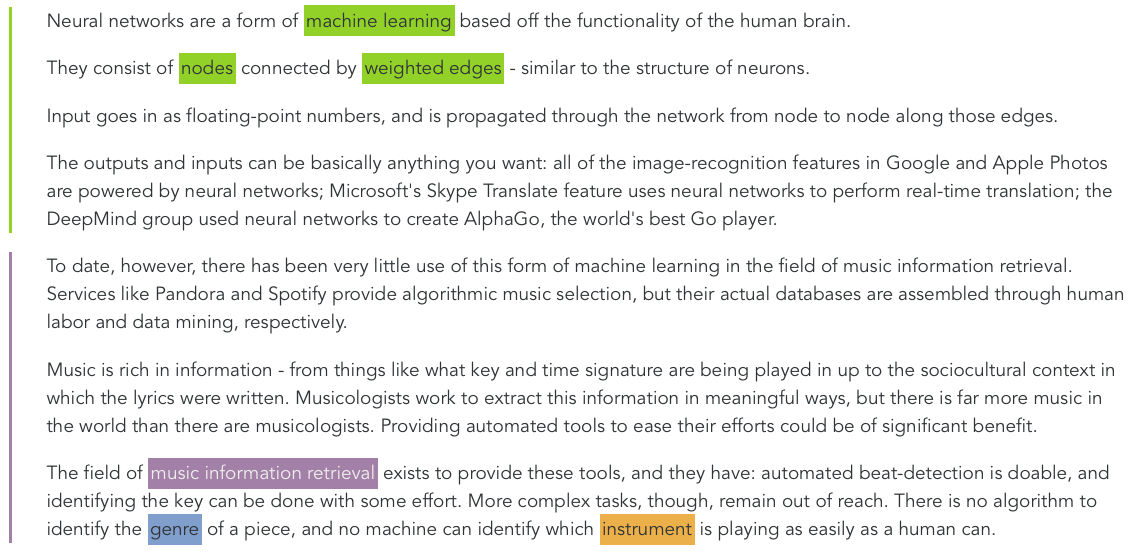 Neural networks are a form of machine learning based off the functionality of the human brain.
They consist of nodes connected by weighted edges - similar to the structure of neurons.
Input goes in as floating-point numbers, and is propagated through the network from node to node along those edges.
The outputs and inputs can be basically anything you want: all of the image-recognition features in Google and Apple Photos
are powered by neural networks; Microsoft's Skype Translate feature uses neural networks to perform real-time translation; the
DeepMind group used neural networks to create AlphaGo, the world's best Go player.
To date, however, there has been very little use of this form of machine learning in the field of music information retrieval.
Services like Pandora and Spotify provide algorithmic music selection, but their actual databases are assembled through human
labor and data mining, respectively.
Music is rich in information - from things like what key and time signature are being played in up to the sociocultural context in
which the lyrics were written. Musicologists work to extract this information in meaningful ways, but there is far more music in
the world than there are musicologists. Providing automated tools to ease their efforts could be of significant benefit.
The field of music information retrieval exists to provide these tools, and they have: automated beat-detection is doable, and
identifying the key can be done with some effort. More complex tasks, though, remain out of reach. There is no algorithm to
identify the genre of a piece, and no machine can identify which instrument is playing as easily as a human can.